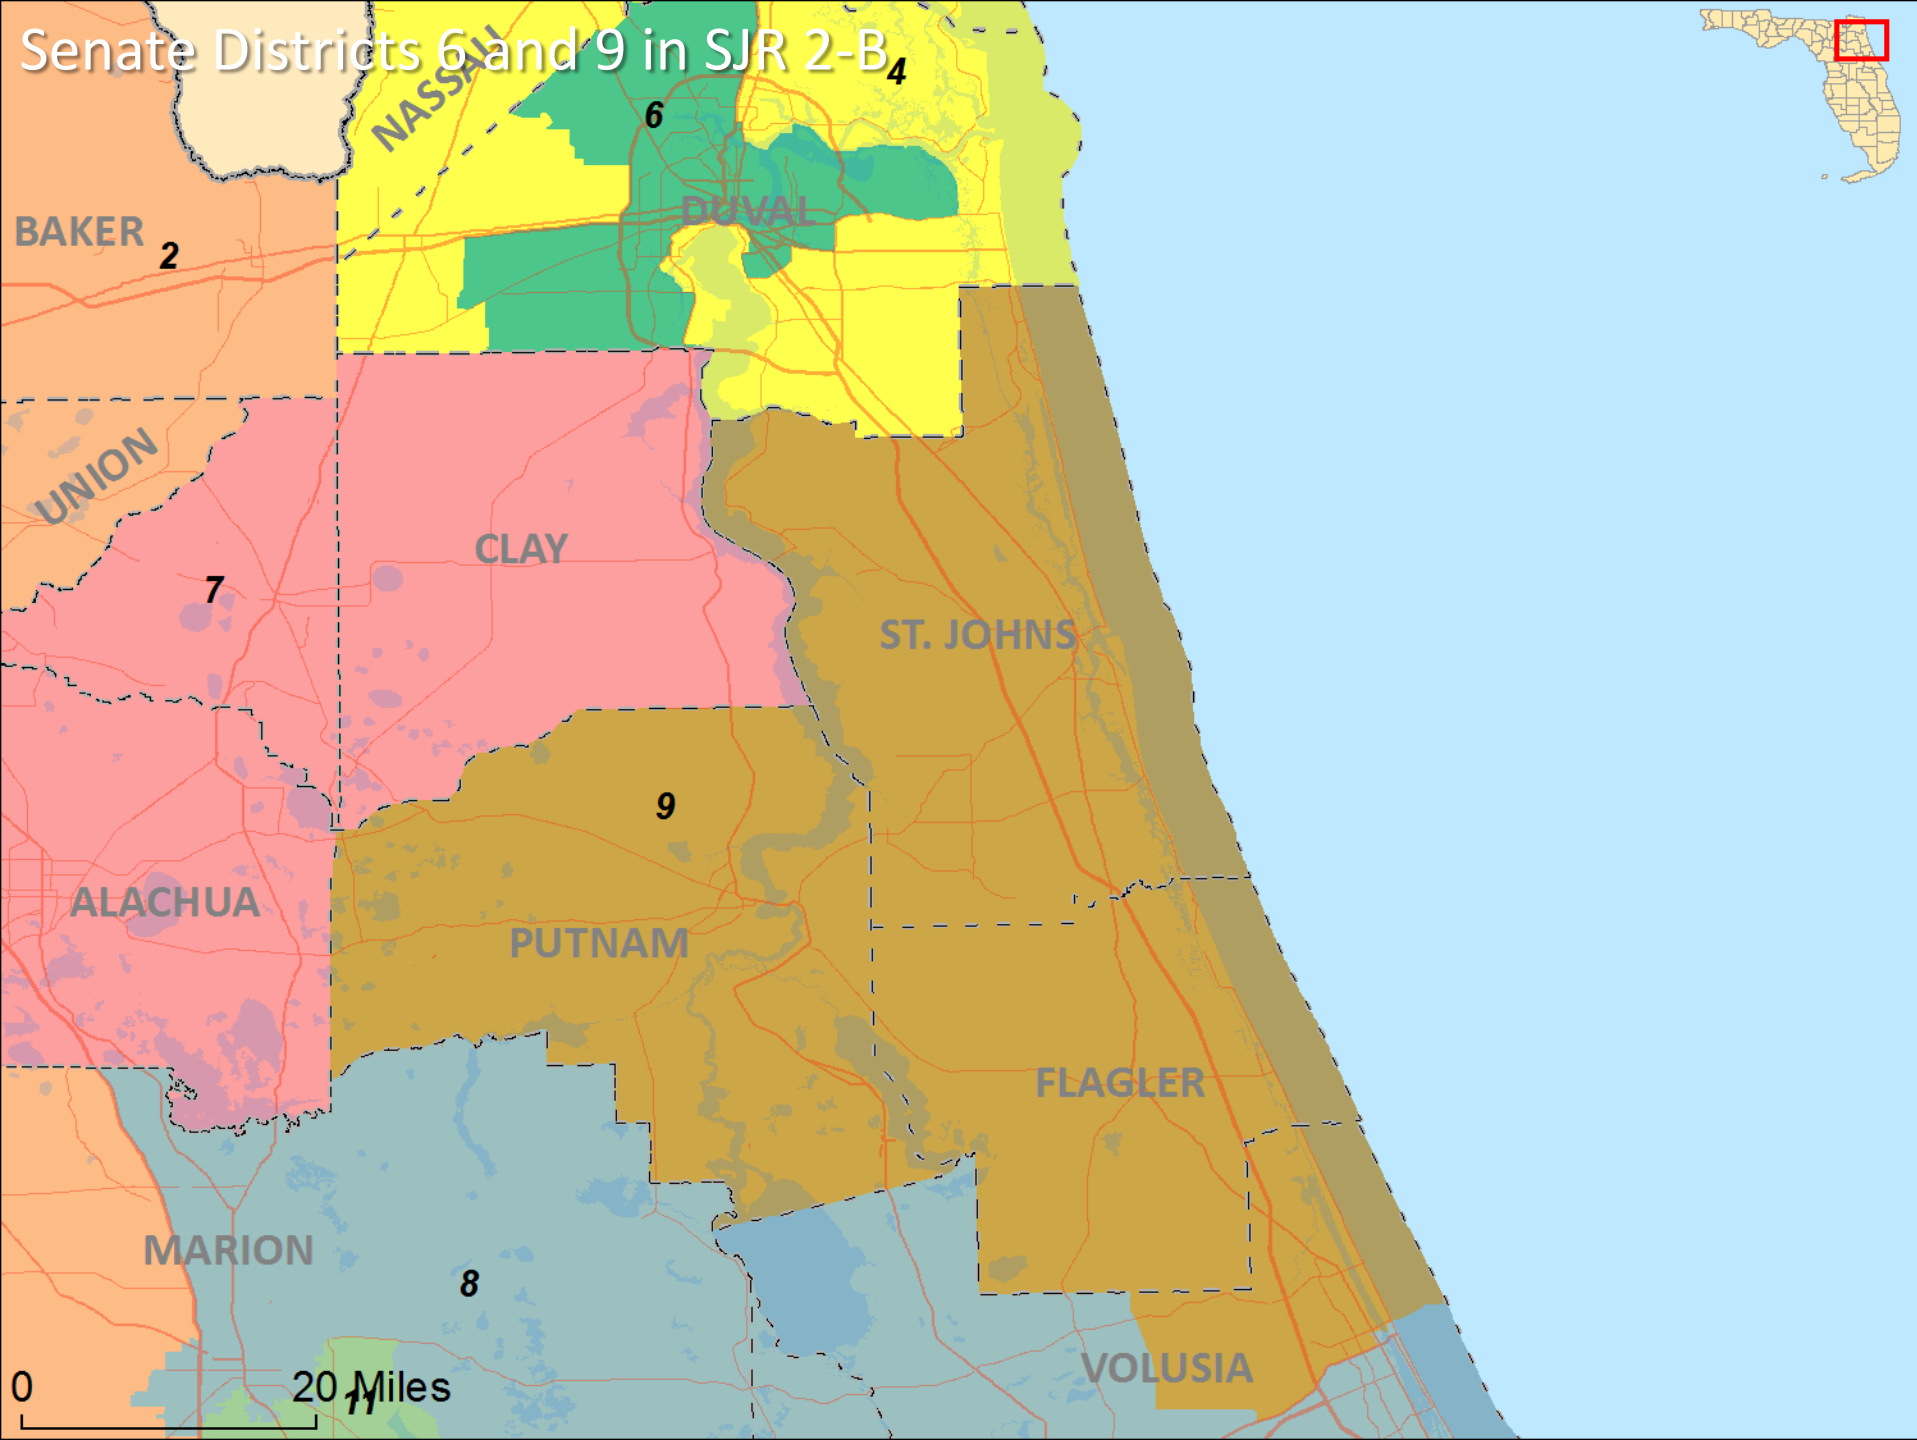 Senate Districts 6 and 9 in SJR 2-B
NASSAU
4
6
DUVAL
BAKER
2
UNION
CLAY
7
ST. JOHNS
9
ALACHUA
PUTNAM
FLAGLER
MARION
8
VOLUSIA
0
20 Miles
11